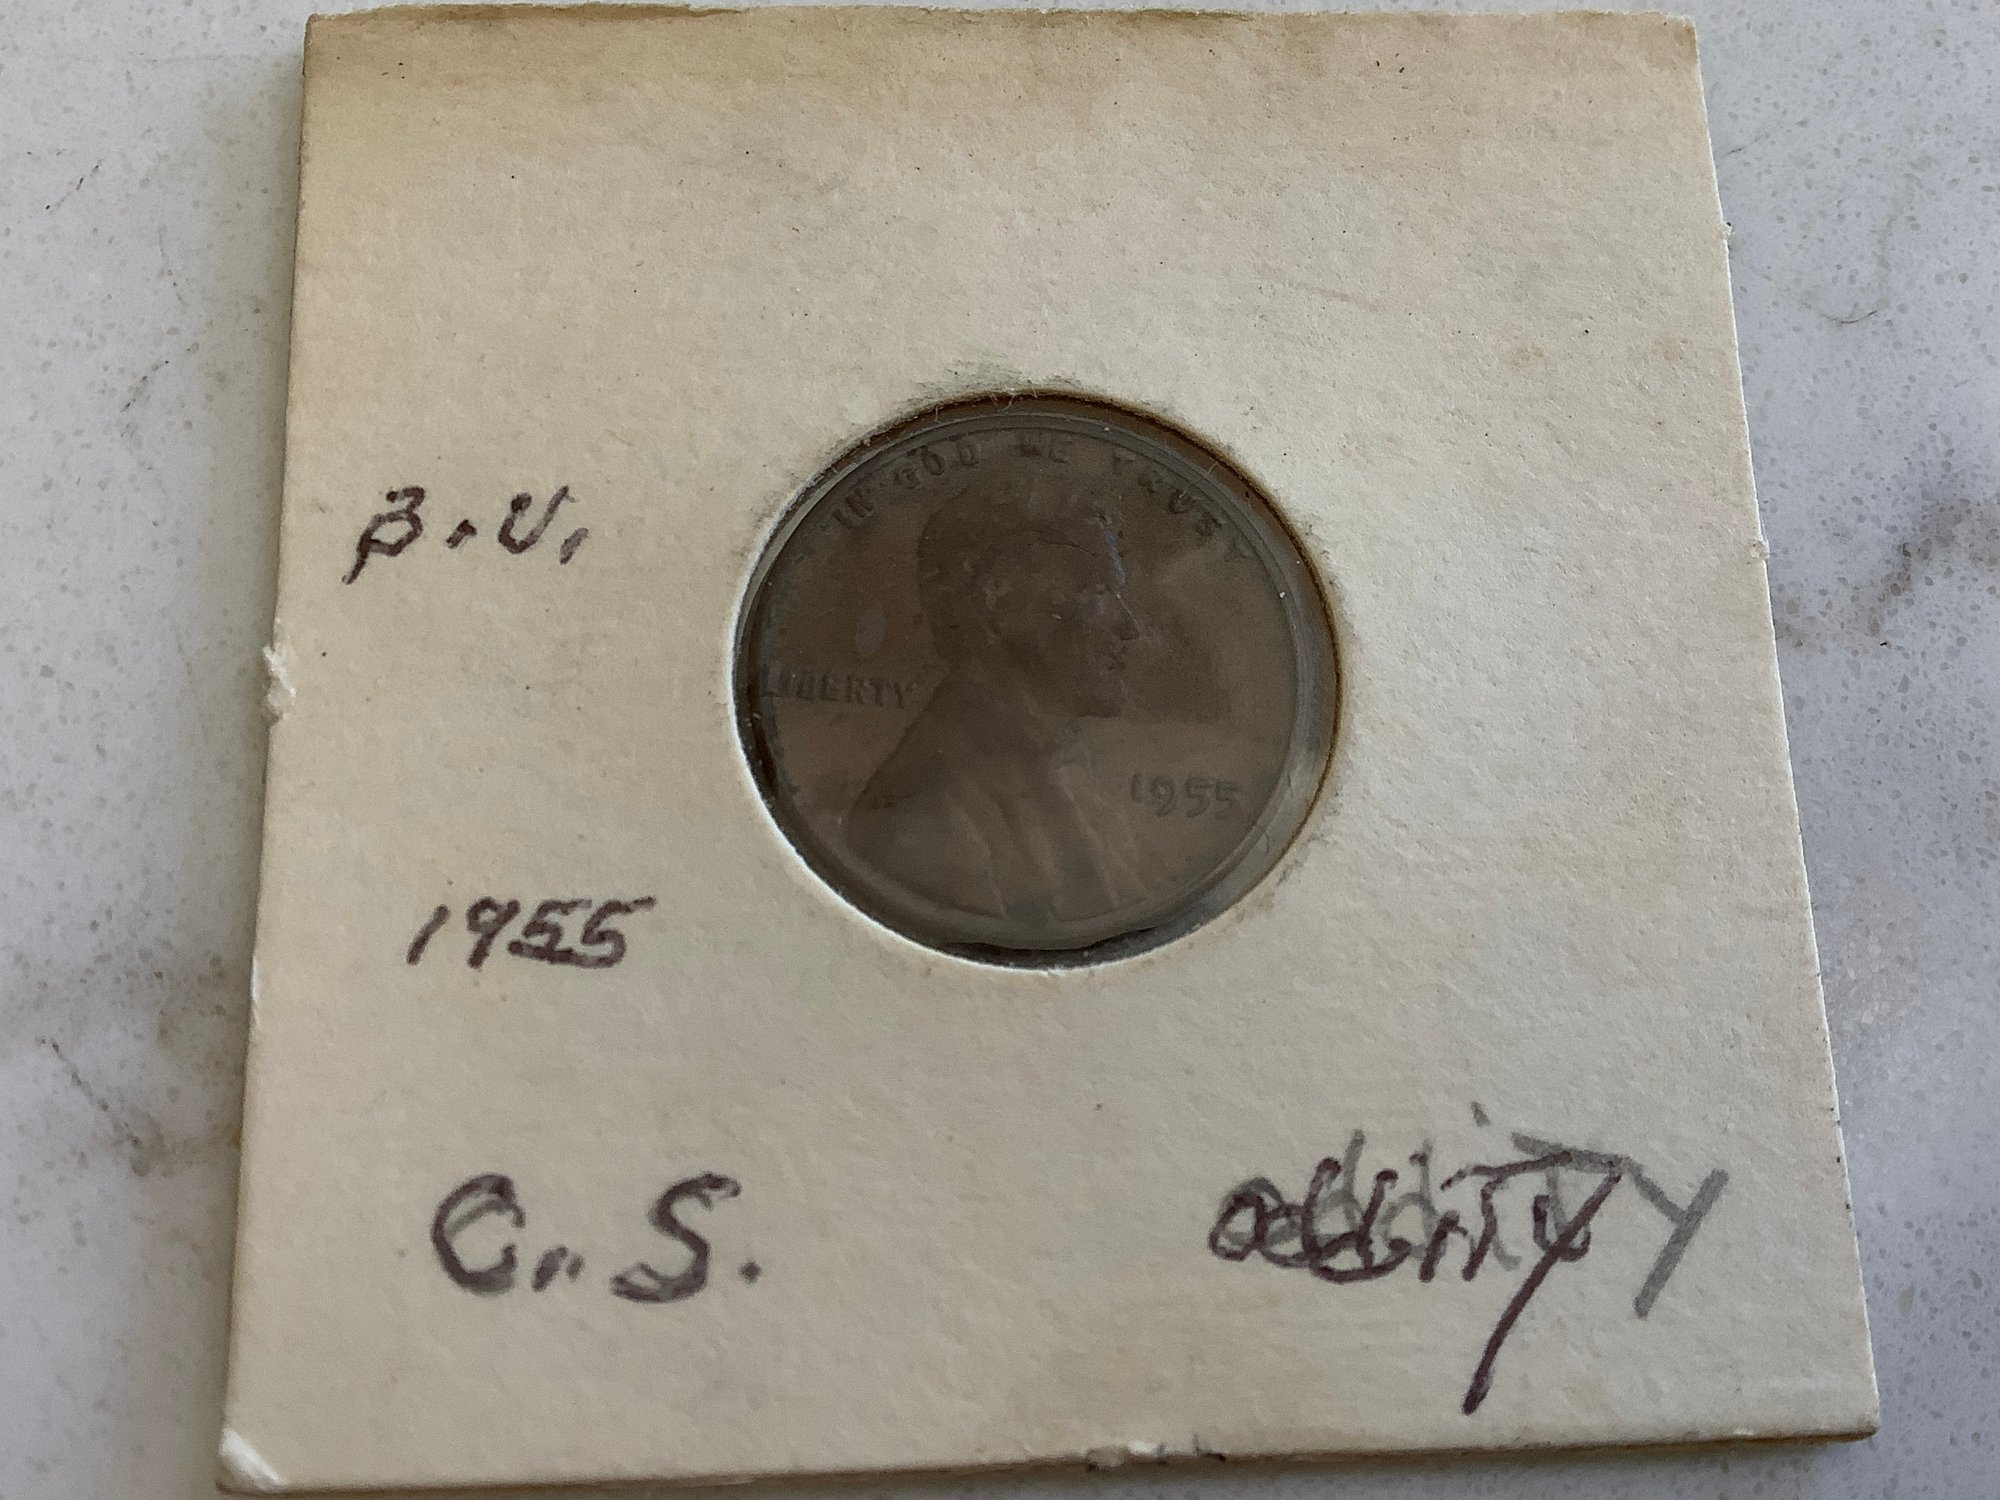 IN GOD WE TRUST
B.U.
LIBERTY
1955
1955
C.S.
oddity